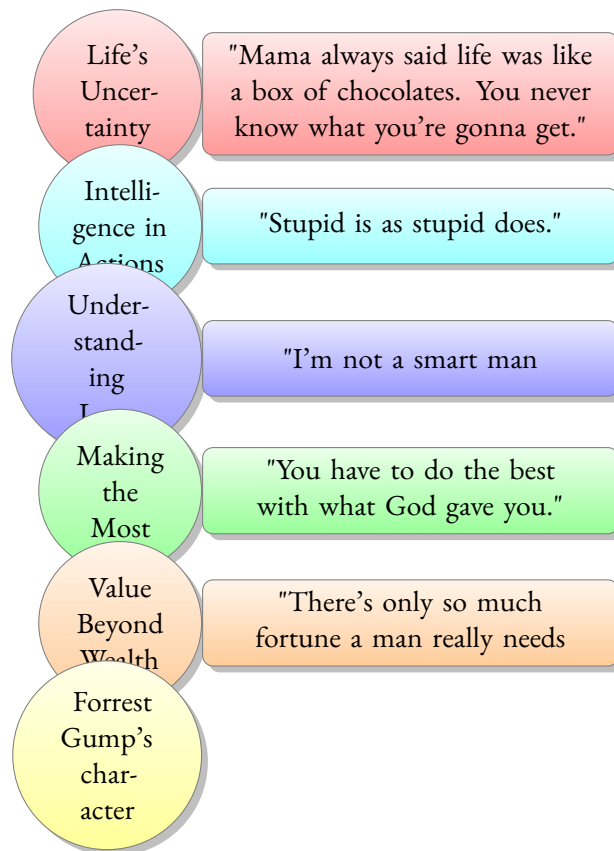 Life’s
Uncer-
tainty
"Mama always said life was like
a box of chocolates. You never
know what you’re gonna get."
Intelli-
gence in
Actions
"Stupid is as stupid does."
Under-
stand-
ing
"I’m not a smart man
Making
the
Most
"You have to do the best
with what God gave you."
Value
Beyond
Wealth
"There’s only so much
fortune a man really needs
Forrest
Gump’s
char-
acter